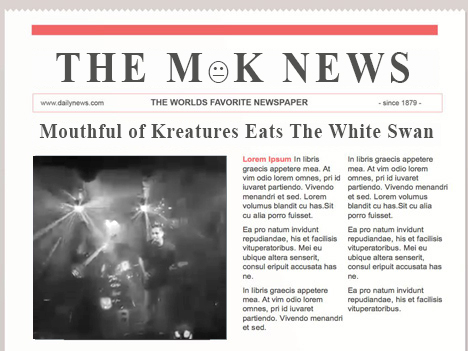 THE M😐K NEWS
www.dailynews.com THE WORLDS FAVORITE NEWSPAPER - since 1879 -
Mouthful of Kreatures Eats The White Swan
Lorem Ipsum In libris
graecis appetere
mea. At
vim odio lorem
omnes, pri id
iuvaret
partiendo. Vivendo
menandri et
sed. Lorem
volumus blandit
cu has.Sit
cu alia porro fuisset.
Ea pro natum invidunt
repudiandae, his et facilisis
vituperatoribus. Mei eu
ubique altera senserit,
consul eripuit accusata has
ne.
In libris graecis appetere
mea. At vim odio lorem
omnes, pri id iuvaret
partiendo. Vivendo menandri
et sed.
In libris graecis appetere
mea. At vim odio lorem
omnes, pri id iuvaret
partiendo. Vivendo menandri
et sed. Lorem volumus
blandit cu has.Sit cu alia
porro fuisset.
Ea pro natum invidunt
repudiandae, his et facilisis
vituperatoribus. Mei eu
ubique altera senserit,
consul eripuit accusata has
ne.
Ea pro natum invidunt
repudiandae, his et facilisis
vituperatoribus.